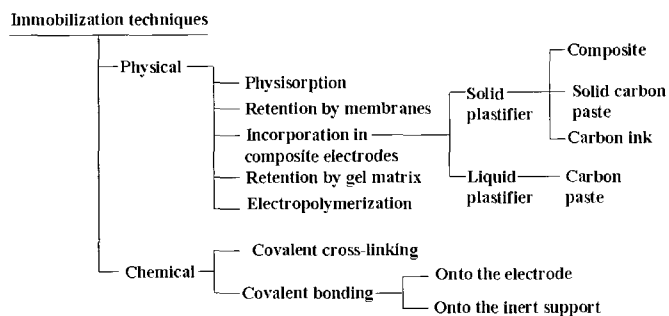 Immobilization techniques
Physical
Physisorption
Retention by membranes
Incorporation in
composite electrodes
Retention by gel matrix
Electropolymerization
Solid
plastifier
Composite
Solid carbon
paste
Carbon ink
Liquid
plastifier
Carbon
paste
Chemical
Covalent cross-linking
Covalent bonding
Onto the electrode
Onto the inert support